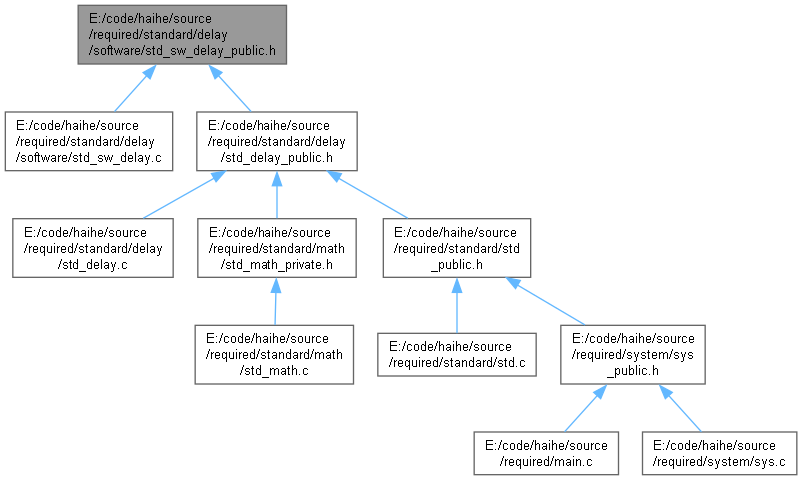 E:/code/haihe/source
/required/standard/delay
/software/std_sw_delay_public.h
E:/code/haihe/source
/required/standard/delay
/software/std_sw_delay.c
E:/code/haihe/source
/required/standard/delay
/std_delay_public.h
E:/code/haihe/source
/required/standard/delay
/std_delay.c
E:/code/haihe/source
/required/standard/math
/std_math_private.h
E:/code/haihe/source
/required/standard/std
_public.h
E:/code/haihe/source
/required/standard/math
/std_math.c
E:/code/haihe/source
/required/standard/std.c
E:/code/haihe/source
/required/system/sys
_public.h
E:/code/haihe/source
/required/main.c
E:/code/haihe/source
/required/system/sys.c